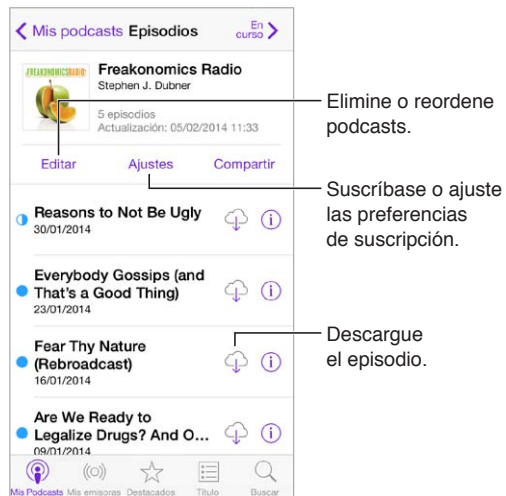 Mis podcasts Episodios En curso
FREAKONOMICS RADIO
Freakonomics Radio
Stephen J. Dubner
5 episodios
Actualización: 05/02/2014 11:33
Editar Ajustes Compartir
Reasons to Not Be Ugly
30/01/2014
Everybody Gossips (and
That's a Good Thing)
23/01/2014
Fear Thy Nature
(Rebroadcast)
16/01/2014
Are We Ready to
Legalize Drugs? And O...
09/01/2014
Mis Podcasts Mis emisoras Destacados Título Buscar
Elimine o reordene
podcasts.
Suscríbase o ajuste
las preferencias
de suscripción.
Descargue
el episodio.